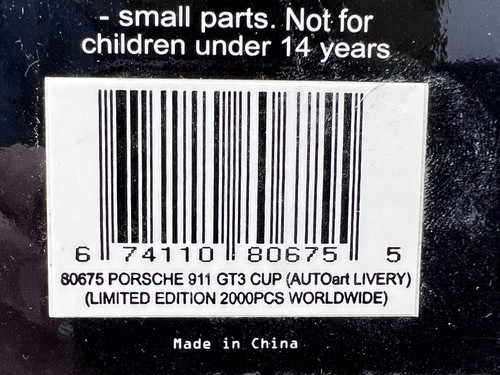 - small parts. Not for
children under 14 years
6 74110 80675 5
80675 PORSCHE 911 GT3 CUP (AUTOart LIVERY)
(LIMITED EDITION 2000PCS WORLDWIDE)
Made in China